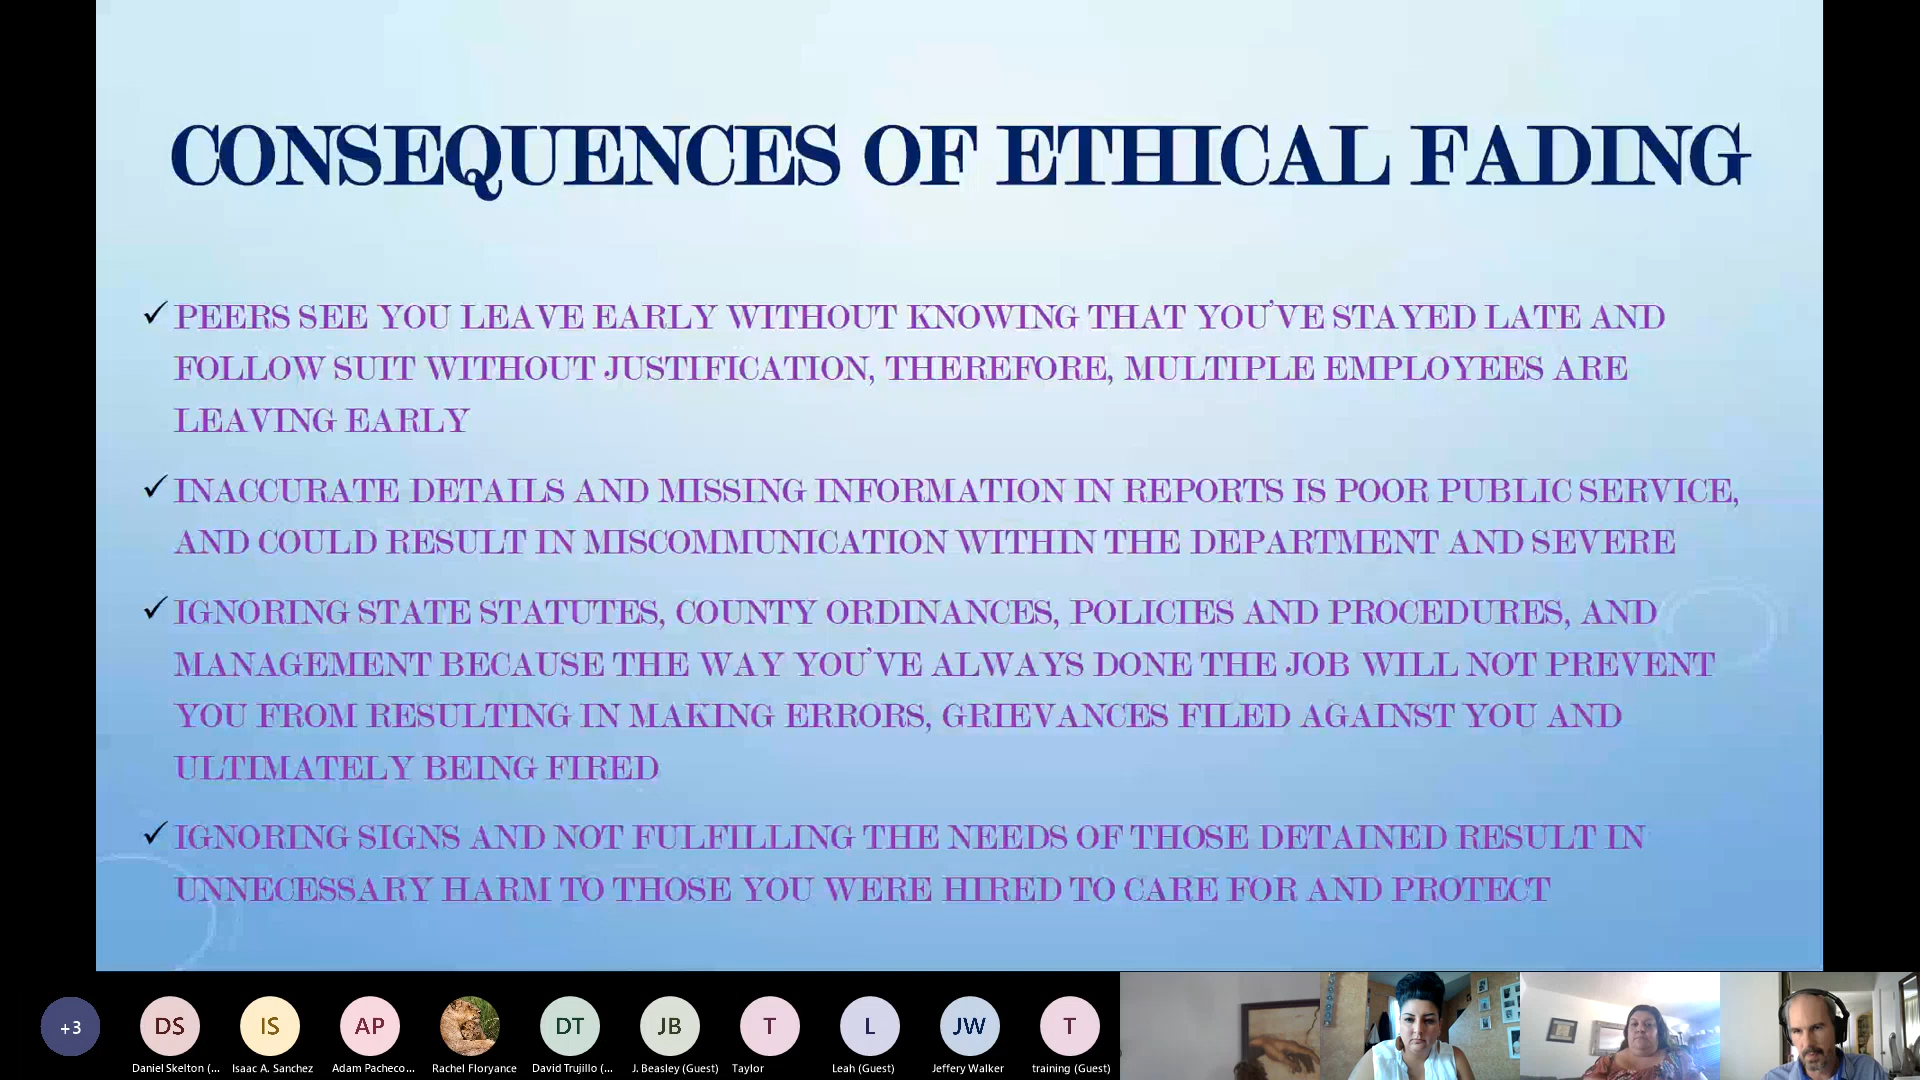 CONSEQUENCES OF ETHICAL FADING
PEERS SEE YOU LEAVE EARLY WITHOUT KNOWING THAT YOU'VE STAYED LATE AND
FOLLOW SUIT WITHOUT JUSTIFICATION, THEREFORE, MULTIPLE EMPLOYEES ARE
LEAVING EARLY
INACCURATE DETAILS AND MISSING INFORMATION IN REPORTS IS POOR PUBLIC SERVICE,
AND COULD RESULT IN MISCOMMUNICATION WITHIN THE DEPARTMENT AND SEVERE
IGNORING STATE STATUTES, COUNTY ORDINANCES, POLICIES AND PROCEDURES, AND
MANAGEMENT BECAUSE THE WAY YOU'VE ALWAYS DONE THE JOB WILL NOT PREVENT
YOU FROM RESULTING IN MAKING ERRORS, GRIEVANCES FILED AGAINST YOU AND
ULTIMATELY BEING FIRED
IGNORING SIGNS AND NOT FULFILLING THE NEEDS OF THOSE DETAINED RESULT IN
UNNECESSARY HARM TO THOSE YOU WERE HIRED TO CARE FOR AND PROTECT
+3 DS IS AP DT JB T L JW T
Daniel Skelton (... Isaac A. Sanchez Adam Pacheco... Rachel Floryance David Trujillo (... J. Beasley (Guest) Taylor Leah (Guest) Jeffery Walker training (Guest)